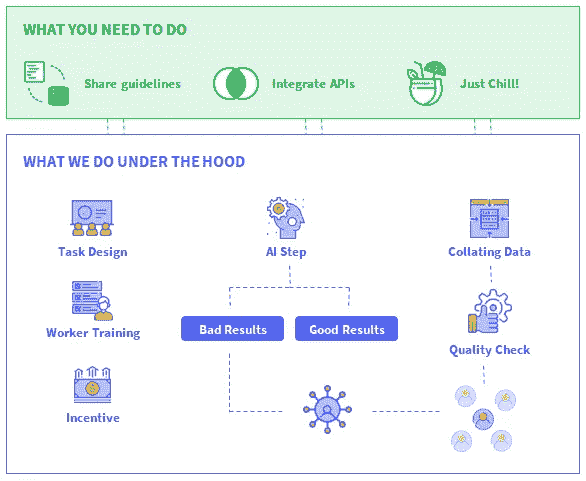 WHAT YOU NEED TO DO
Share guidelines
Integrate APIs
Just Chill!
WHAT WE DO UNDER THE HOOD
Task Design
AI Step
Collating Data
Worker Training
Bad Results
Good Results
Quality Check
Incentive